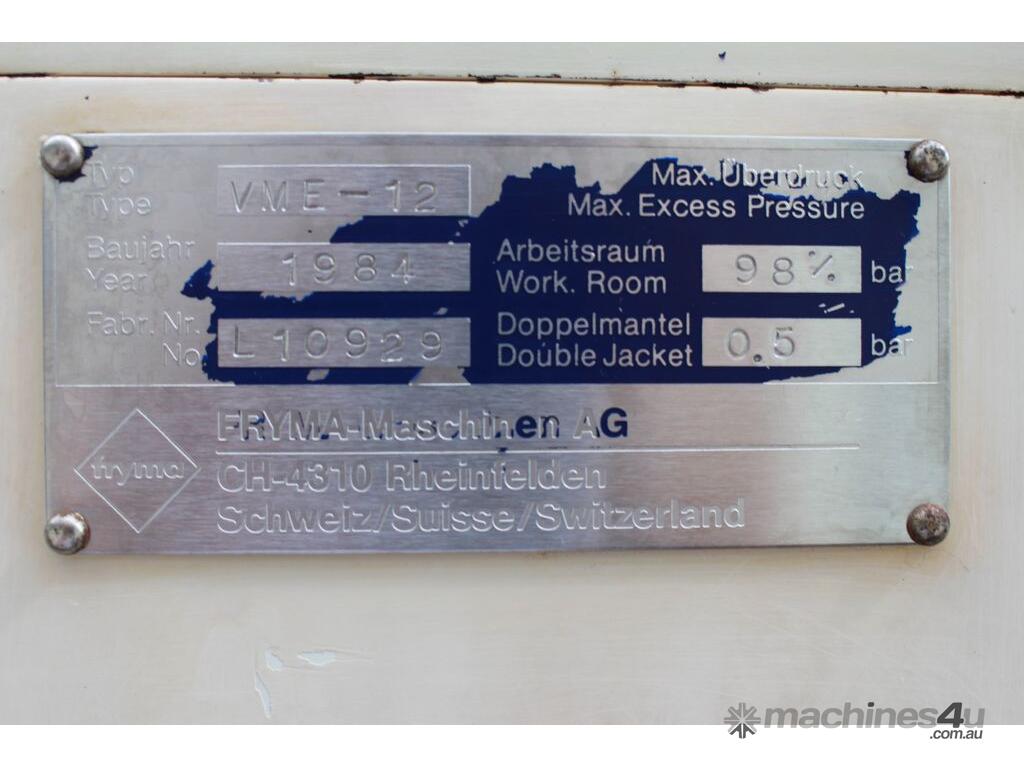 Typ
Type
VME-12
Baujahr
Year
1984
Fabr. Nr.
No
L10929
Max. Überdruck
Max. Excess Pressure
Arbeitsraum
Work. Room
98% bar
Doppelmantel
Double Jacket
0.5 bar
fryma
FRYMA-Maschinen AG
CH-4310 Rheinfelden
Schweiz/Suisse/Switzerland
machines4u
.com.au